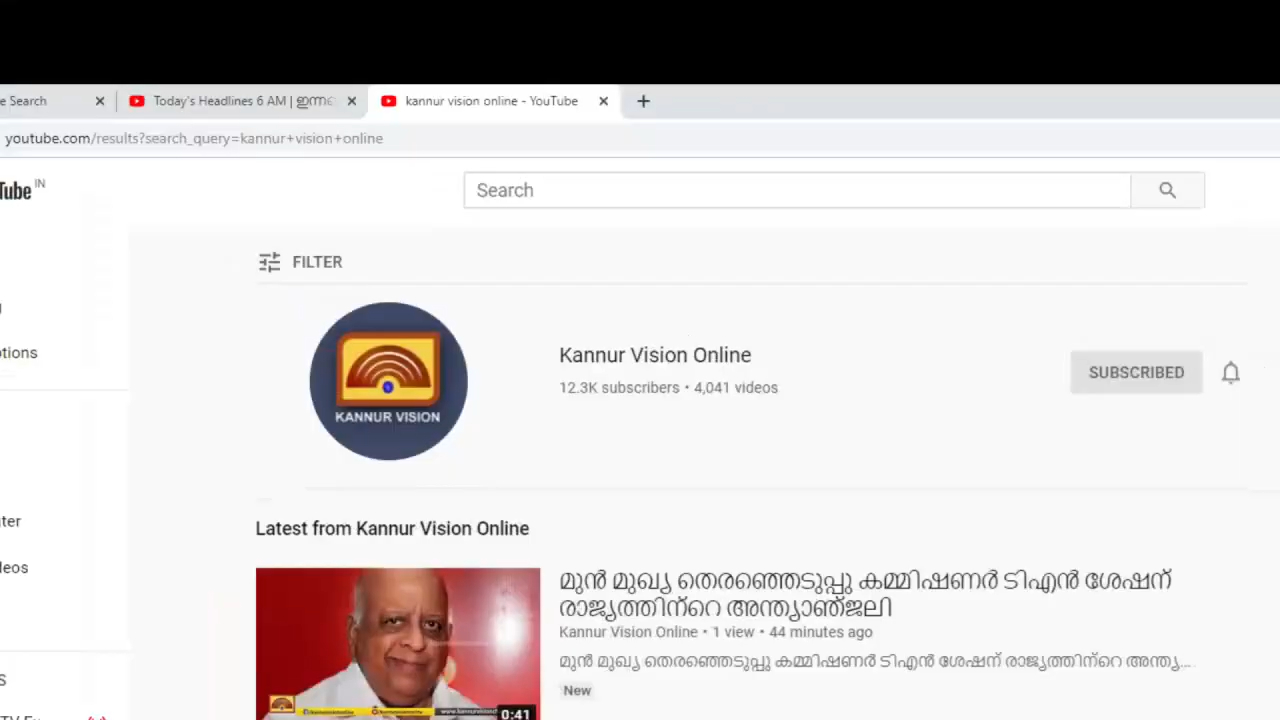 e Search
Today's Headlines 6 AM | ഇന്നത
kannur vision online - YouTube
youtube.com/results?search_query=kannur+vision+online
Tube IN
Search
FILTER
ptions
KANNUR VISION
Kannur Vision Online
12.3K subscribers • 4,041 videos
SUBSCRIBED
Latest from Kannur Vision Online
മുൻ മുഖ്യ തെരഞ്ഞെടുപ്പു കമ്മിഷണർ ടിഎൻ ശേഷന്
രാജ്യത്തിന്റെ അന്ത്യാഞ്ജലി
Kannur Vision Online • 1 view • 44 minutes ago
മുൻ മുഖ്യ തെരഞ്ഞെടുപ്പു കമ്മിഷണർ ടിഎൻ ശേഷന് രാജ്യത്തിന്റെ അന്ത്യ....
New
0:41